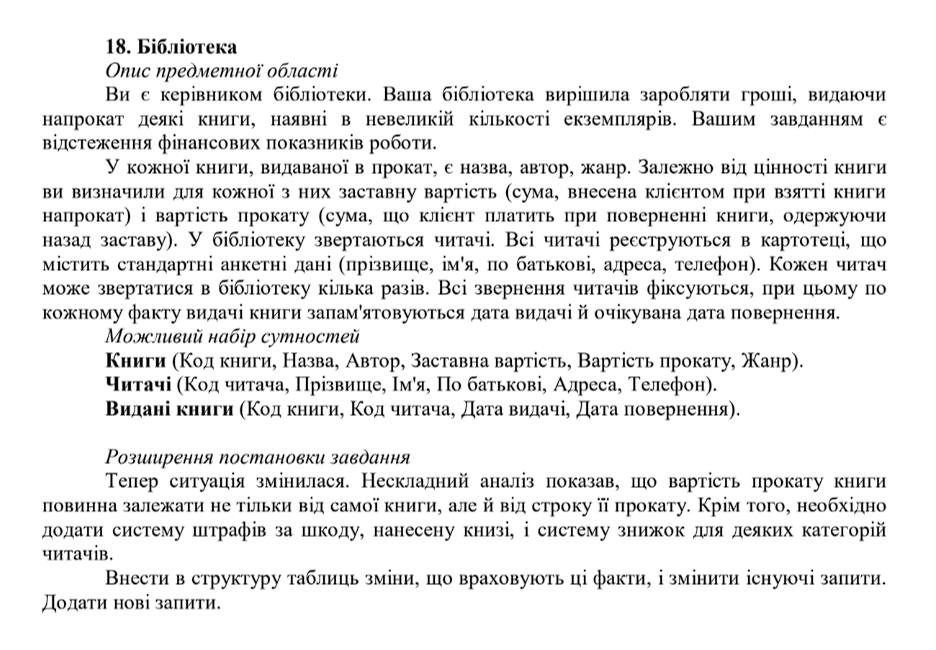 18. Бібліотека
Опис предметної області
Ви є керівником бібліотеки. Ваша бібліотека вирішила заробляти гроші, видаючи
напрокат деякі книги, наявні в невеликій кількості екземплярів. Вашим завданням є
відстеження фінансових показників роботи.
У кожної книги, видаваної в прокат, є назва, автор, жанр. Залежно від цінності книги
ви визначили для кожної з них заставну вартість (сума, внесена клієнтом при взятті книги
напрокат) і вартість прокату (сума, що клієнт платить при поверненні книги, одержуючи
назад заставу). У бібліотеку звертаються читачі. Всі читачі реєструються в картотеці, що
містить стандартні анкетні дані (прізвище, ім'я, по батькові, адреса, телефон). Кожен читач
може звертатися в бібліотеку кілька разів. Всі звернення читачів фіксуються, при цьому по
кожному факту видачі книги запам'ятовуються дата видачі й очікувана дата повернення.
Можливий набір сутностей
Книги (Код книги, Назва, Автор, Заставна вартість, Вартість прокату, Жанр).
Читачі (Код читача, Прізвище, Ім'я, По батькові, Адреса, Телефон).
Видані книги (Код книги, Код читача, Дата видачі, Дата повернення).
Розширення постановки завдання
Тепер ситуація змінилася. Нескладний аналіз показав, що вартість прокату книги
повинна залежати не тільки від самої книги, але й від строку її прокату. Крім того, необхідно
додати систему штрафів за шкоду, нанесену книзі, і систему знижок для деяких категорій
читачів.
Внести в структуру таблиць зміни, що враховують ці факти, і змінити існуючі запити.
Додати нові запити.